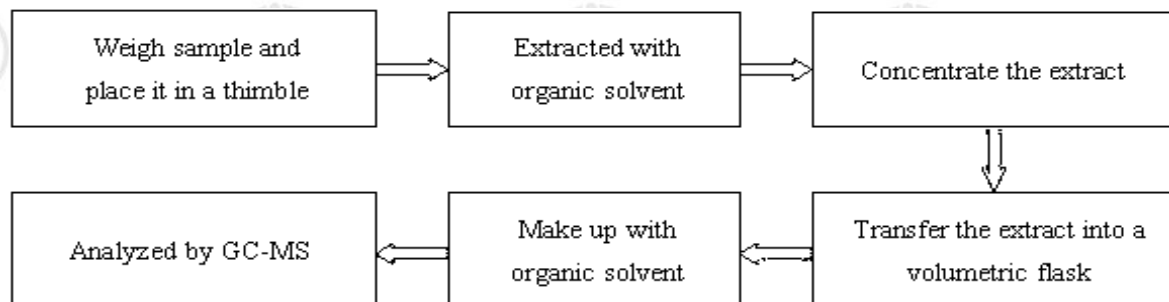 Weigh sample and
place it in a thimble
Extracted with
organic solvent
Concentrate the extract
Transfer the extract into a
volumetric flask
Make up with
organic solvent
Analyzed by GC-MS